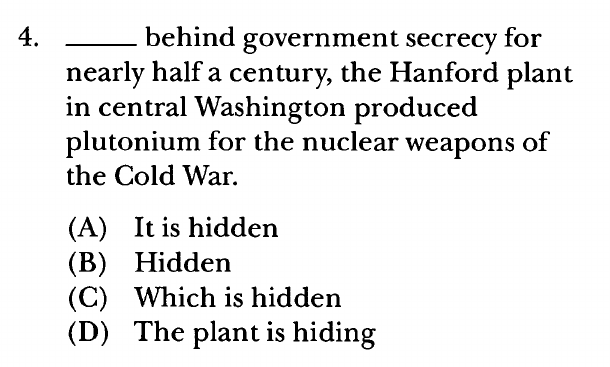 4. _____ behind government secrecy for
nearly half a century, the Hanford plant
in central Washington produced
plutonium for the nuclear weapons of
the Cold War.
(A) It is hidden
(B) Hidden
(C) Which is hidden
(D) The plant is hiding